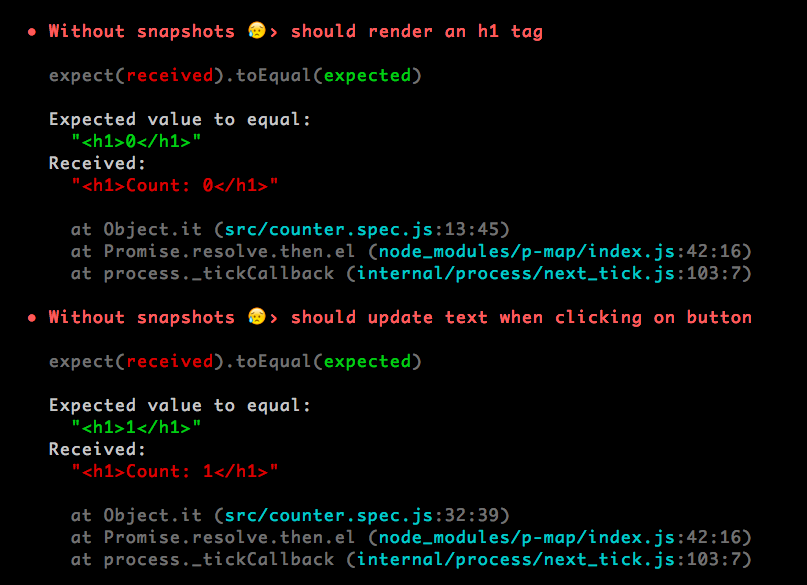 • Without snapshots 😥› should render an h1 tag
expect(received).toEqual(expected)
Expected value to equal:
"<h1>0</h1>"
Received:
"<h1>Count: 0</h1>"
at Object.it (src/counter.spec.js:13:45)
at Promise.resolve.then.el (node_modules/p-map/index.js:42:16)
at process._tickCallback (internal/process/next_tick.js:103:7)
• Without snapshots 😥› should update text when clicking on button
expect(received).toEqual(expected)
Expected value to equal:
"<h1>1</h1>"
Received:
"<h1>Count: 1</h1>"
at Object.it (src/counter.spec.js:32:39)
at Promise.resolve.then.el (node_modules/p-map/index.js:42:16)
at process._tickCallback (internal/process/next_tick.js:103:7)